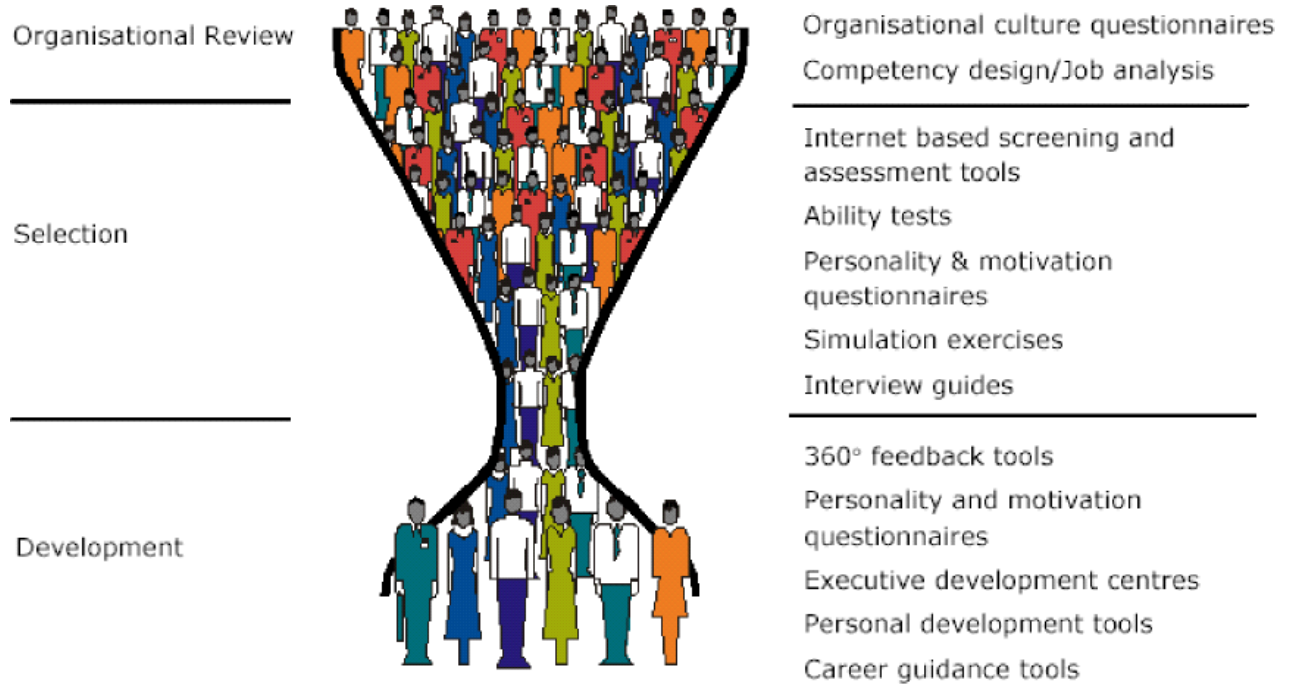 Organisational Review
Organisational culture questionnaires
Competency design/Job analysis
Selection
Internet based screening and
assessment tools
Ability tests
Personality & motivation
questionnaires
Simulation exercises
Interview guides
Development
360° feedback tools
Personality and motivation
questionnaires
Executive development centres
Personal development tools
Career guidance tools